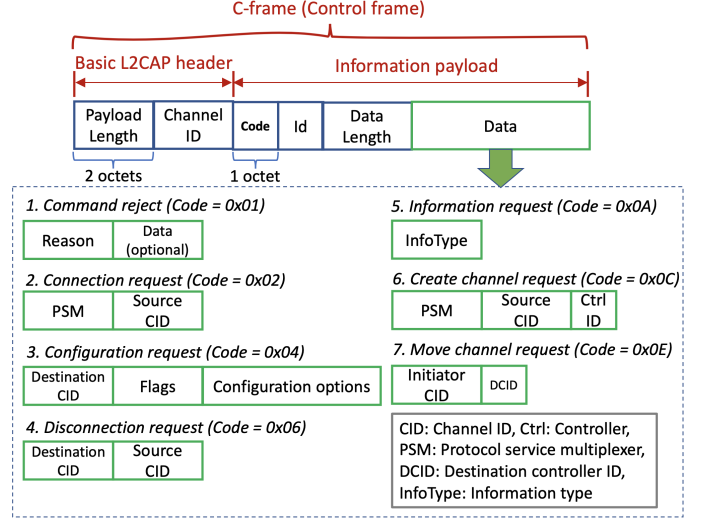 C-frame (Control frame)
Basic L2CAP header
Information payload
Payload
Length
Channel
ID
Code
Id
Data
Length
Data
2 octets
1 octet
1. Command reject (Code = 0x01)
Reason
Data
(optional)
2. Connection request (Code = 0x02)
PSM
Source
CID
3. Configuration request (Code = 0x04)
Destination
CID
Flags
Configuration options
4. Disconnection request (Code = 0x06)
Destination
CID
Source
CID
5. Information request (Code = 0x0A)
InfoType
6. Create channel request (Code = 0x0C)
PSM
Source
CID
Ctrl
ID
7. Move channel request (Code = 0x0E)
Initiator
CID
DCID
CID: Channel ID, Ctrl: Controller,
PSM: Protocol service multiplexer,
DCID: Destination controller ID,
InfoType: Information type